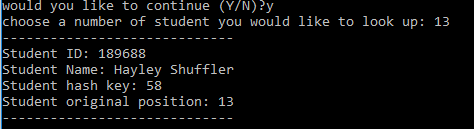 would you like to continue (Y/N)?y
choose a number of student you would like to look up: 13
-----------------------------
Student ID: 189688
Student Name: Hayley Shuffler
Student hash key: 58
Student original position: 13
-----------------------------